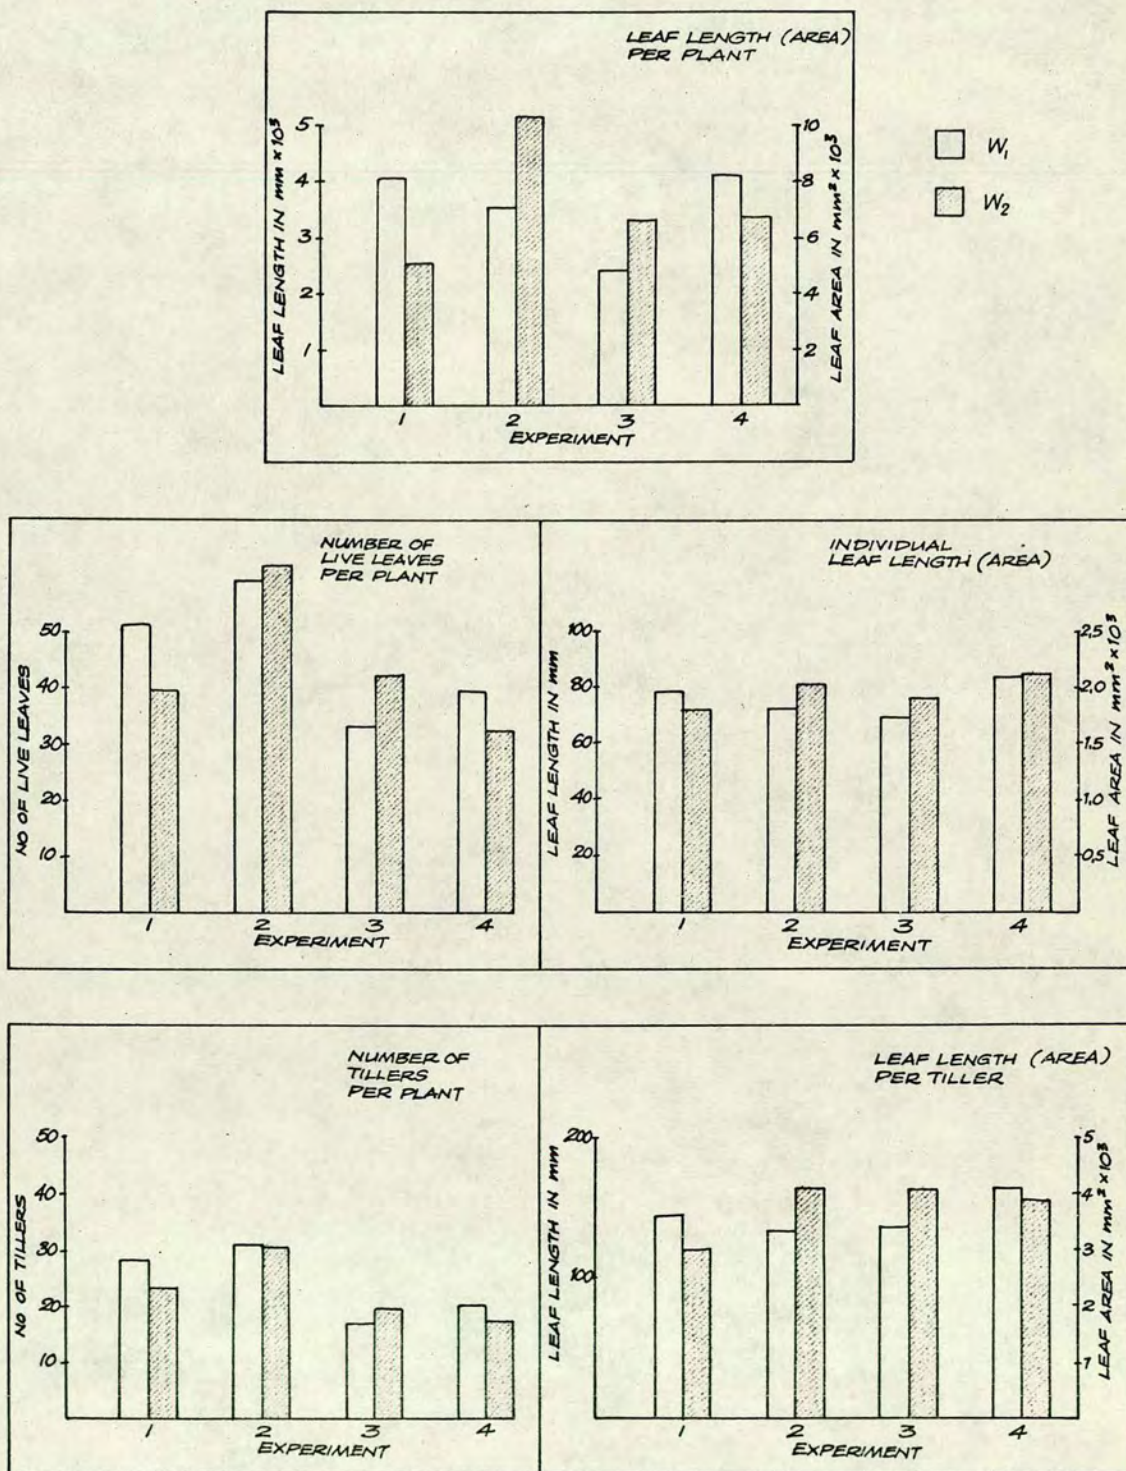 LEAF LENGTH (AREA)
PER PLANT
LEAF LENGTH IN mm × 10³
5
4
3
2
1
10
8
6
4
2
LEAF AREA IN mm² × 10³
1 2 3 4
EXPERIMENT
W₁
W₂
NUMBER OF
LIVE LEAVES
PER PLANT
NO OF LIVE LEAVES
50
40
30
20
10
1 2 3 4
EXPERIMENT
INDIVIDUAL
LEAF LENGTH (AREA)
LEAF LENGTH IN mm
100
80
60
40
20
2,5
2,0
1,5
1,0
0,5
LEAF AREA IN mm² × 10³
1 2 3 4
EXPERIMENT
NUMBER OF
TILLERS
PER PLANT
NO OF TILLERS
50
40
30
20
10
1 2 3 4
EXPERIMENT
LEAF LENGTH (AREA)
PER TILLER
LEAF LENGTH IN mm
200
100
5
4
3
2
1
LEAF AREA IN mm² × 10³
1 2 3 4
EXPERIMENT